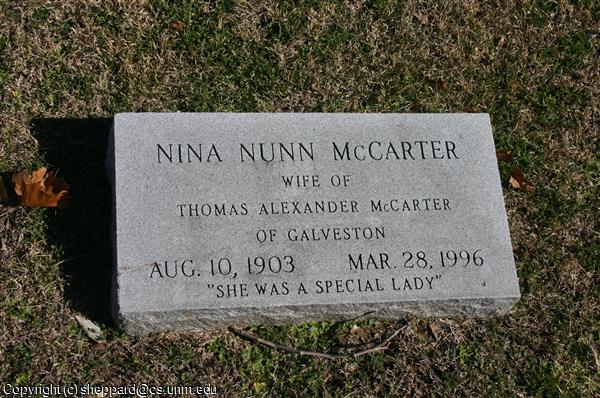 NINA NUNN McCARTER
WIFE OF
THOMAS ALEXANDER McCARTER
OF GALVESTON
AUG. 10, 1903 MAR. 28, 1996
"SHE WAS A SPECIAL LADY"
Copyright (c) sheppard@cs.unm.edu